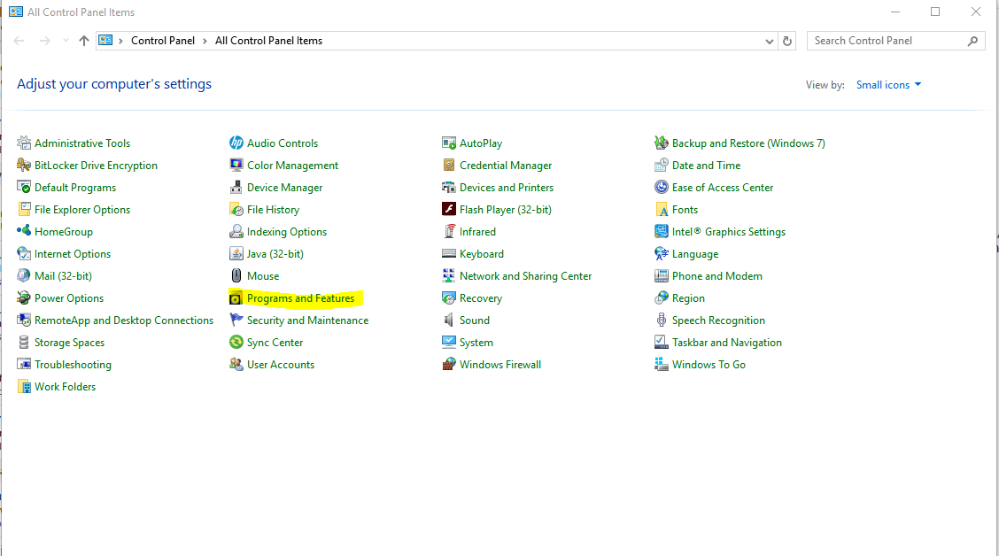 All Control Panel Items
Control Panel > All Control Panel Items
Search Control Panel
Adjust your computer's settings
View by: Small icons
Administrative Tools
Audio Controls
AutoPlay
Backup and Restore (Windows 7)
BitLocker Drive Encryption
Color Management
Credential Manager
Date and Time
Default Programs
Device Manager
Devices and Printers
Ease of Access Center
File Explorer Options
File History
Flash Player (32-bit)
Fonts
HomeGroup
Indexing Options
Infrared
Intel® Graphics Settings
Internet Options
Java (32-bit)
Keyboard
Language
Mail (32-bit)
Mouse
Network and Sharing Center
Phone and Modem
Power Options
Programs and Features
Recovery
Region
RemoteApp and Desktop Connections
Security and Maintenance
Sound
Speech Recognition
Storage Spaces
Sync Center
System
Taskbar and Navigation
Troubleshooting
User Accounts
Windows Firewall
Windows To Go
Work Folders